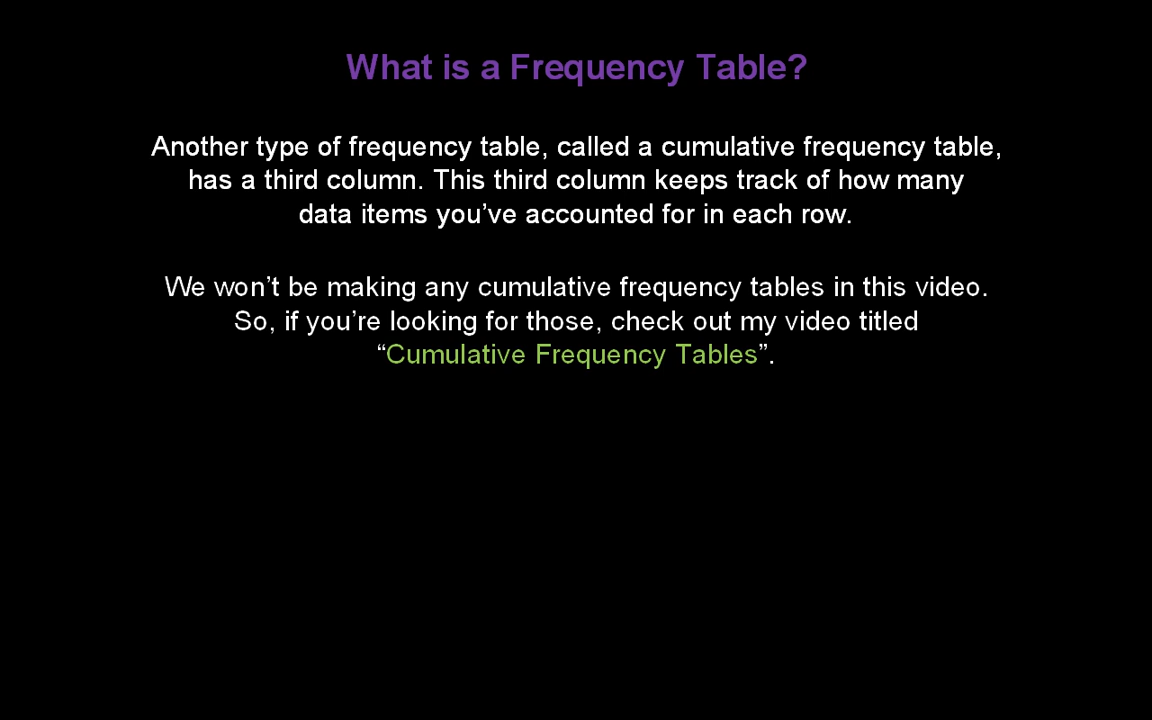 What is a Frequency Table?
Another type of frequency table, called a cumulative frequency table,
has a third column. This third column keeps track of how many
data items you’ve accounted for in each row.
We won’t be making any cumulative frequency tables in this video.
So, if you’re looking for those, check out my video titled
“Cumulative Frequency Tables”.